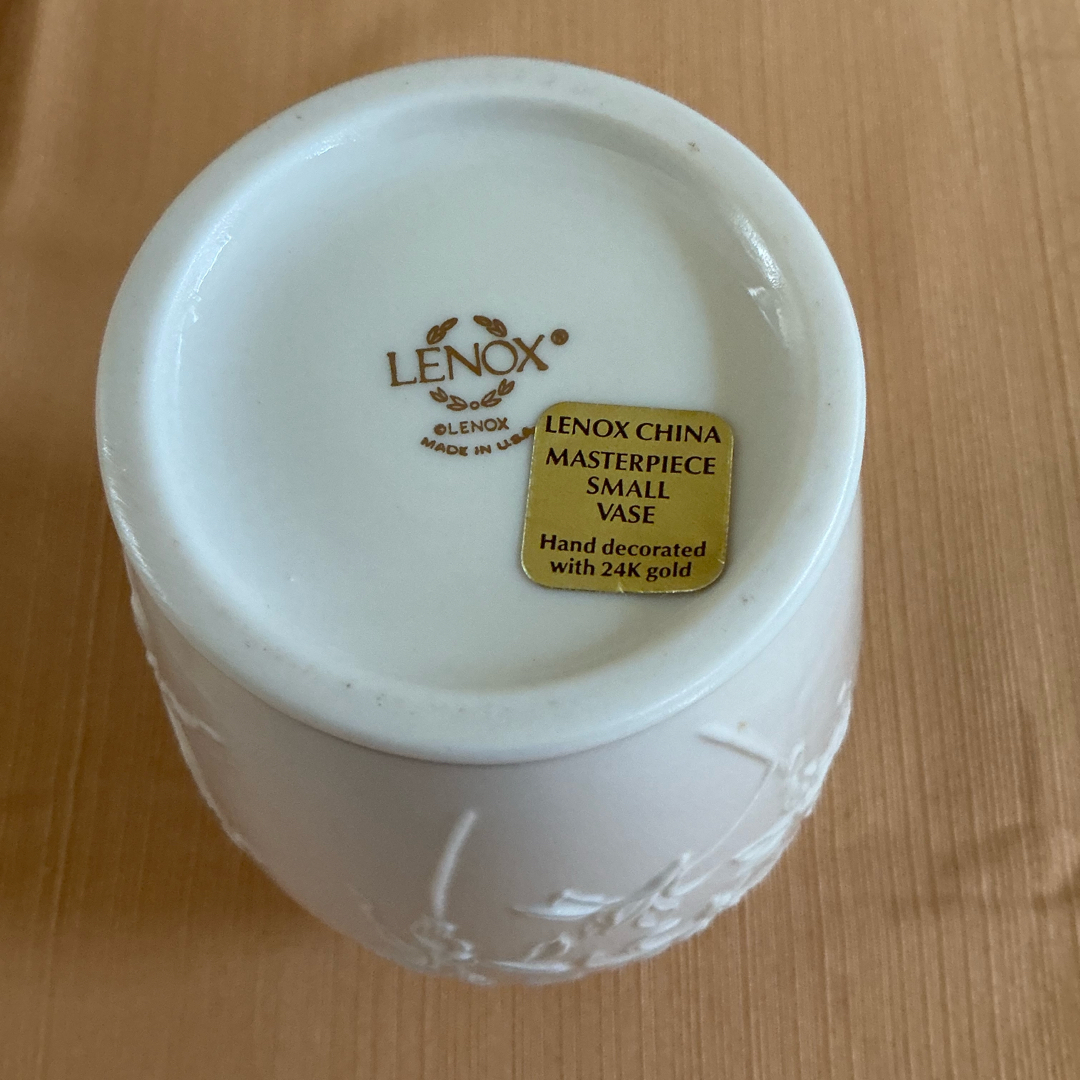 LENOX®
©LENOX
MADE IN U.S.A
LENOX CHINA
MASTERPIECE
SMALL
VASE
Hand decorated
with 24K gold